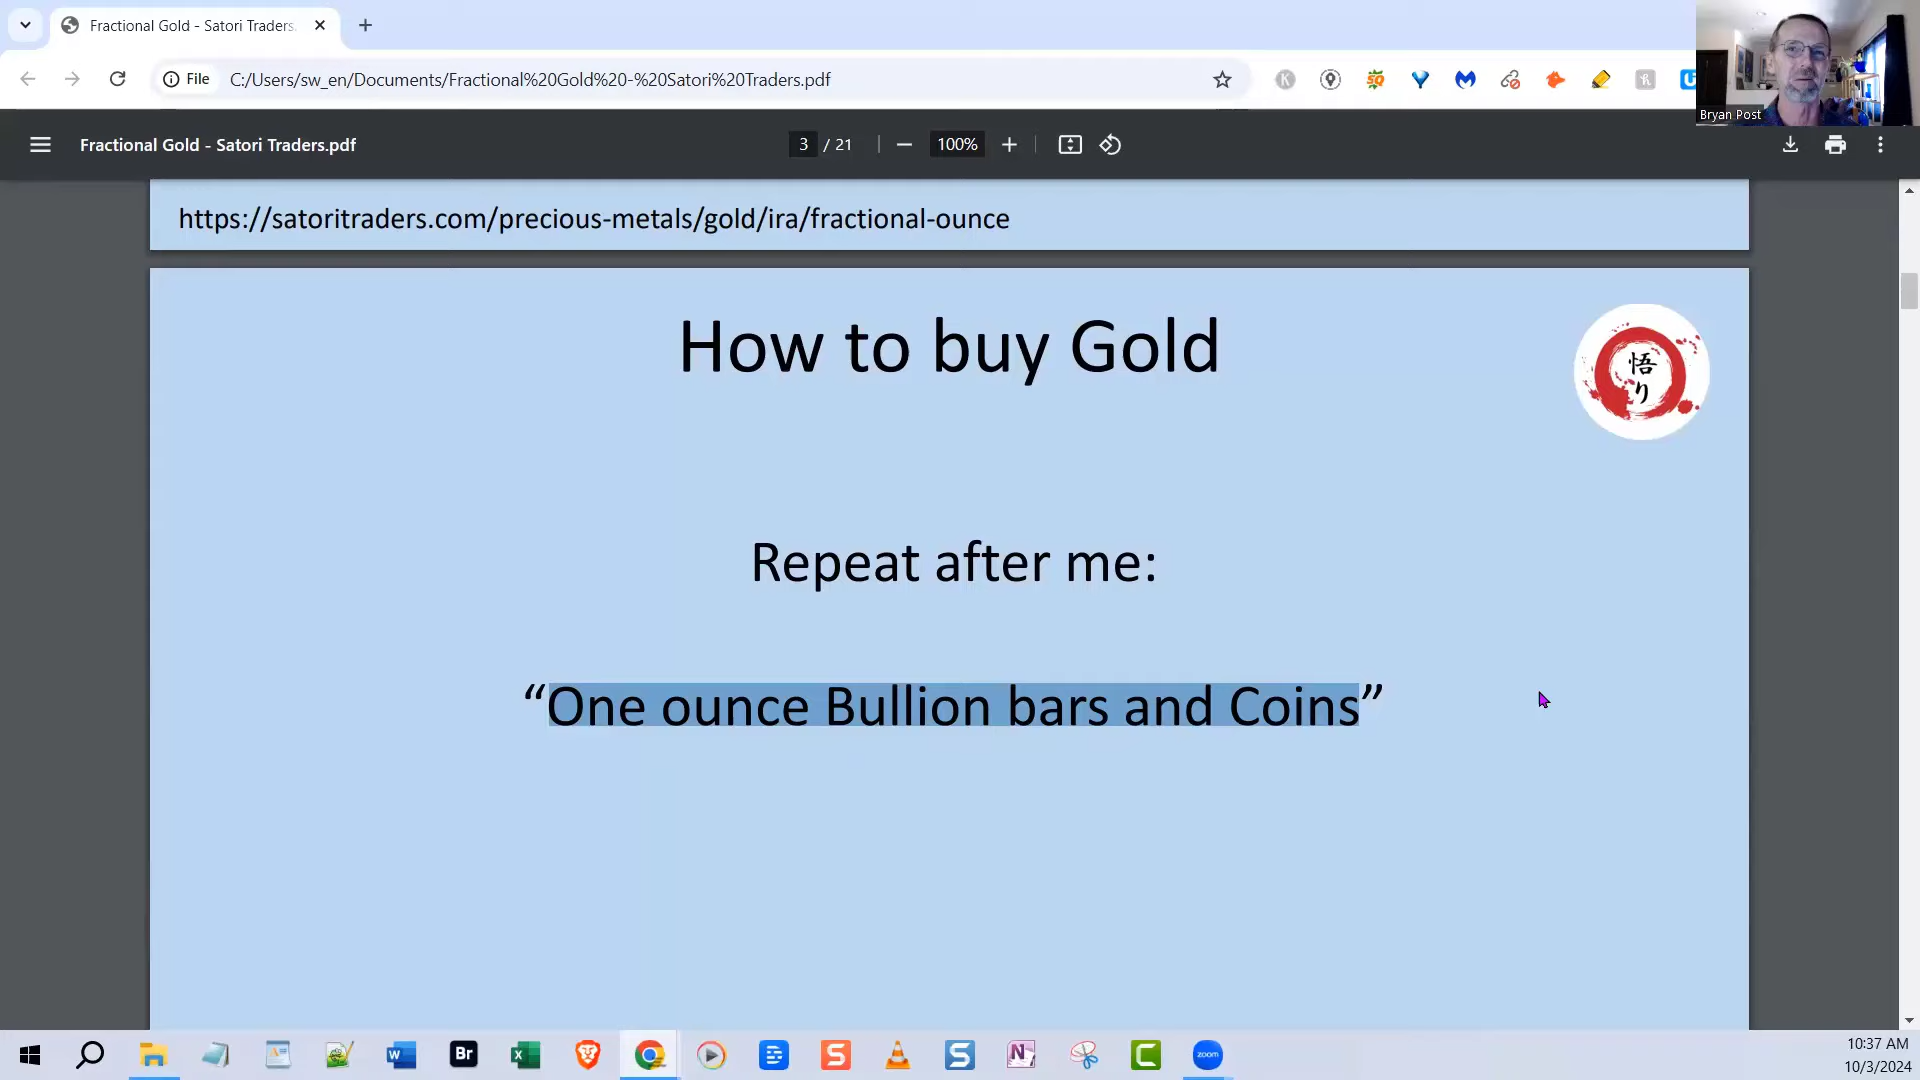 Fractional Gold - Satori Traders.
File
C:/Users/sw_en/Documents/Fractional%20Gold%20-%20Satori%20Traders.pdf
Bryan Post
Fractional Gold - Satori Traders.pdf
3 / 21
100%
https://satoritraders.com/precious-metals/gold/ira/fractional-ounce
How to buy Gold
悟り
Repeat after me:
“One ounce Bullion bars and Coins”
Br
zoom
10:37 AM
10/3/2024